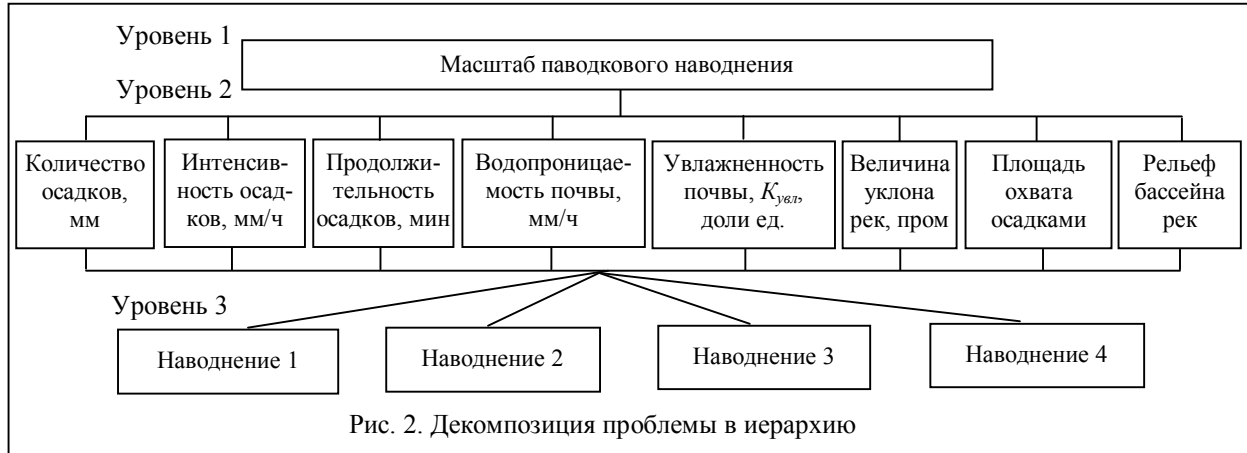 Уровень 1
Масштаб паводкового наводнения
Уровень 2
Количество
осадков,
мм
Интенсив-
ность осад-
ков, мм/ч
Продолжи-
тельность
осадков, мин
Водопроницае-
мость почвы,
мм/ч
Увлажненность
почвы, Kувл,
доли ед.
Величина
уклона
рек, пром
Площадь
охвата
осадками
Рельеф
бассейна
рек
Уровень 3
Наводнение 1
Наводнение 2
Наводнение 3
Наводнение 4
Рис. 2. Декомпозиция проблемы в иерархию